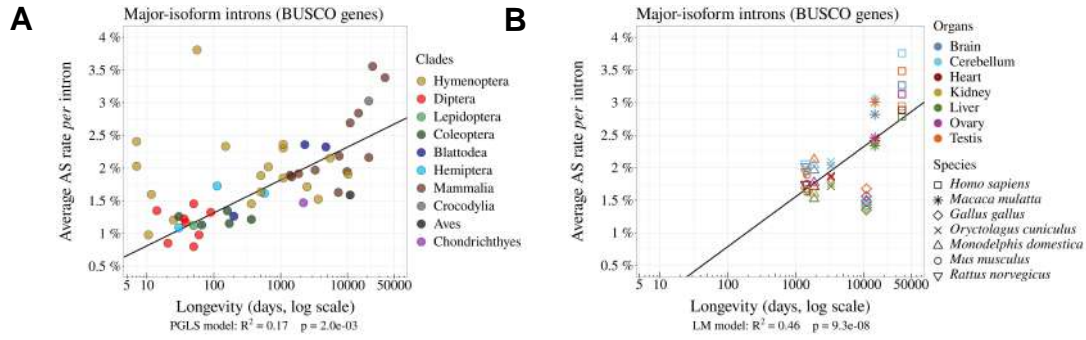 A
Major-isoform introns (BUSCO genes)
Average AS rate per intron
4 %
3.5 %
3 %
2.5 %
2 %
1.5 %
1 %
0.5 %
5 10 100 1000 10000 50000
Longevity (days, log scale)
PGLS model: R² = 0.17 p = 2.0e-03
Clades
Hymenoptera
Diptera
Lepidoptera
Coleoptera
Blattodea
Hemiptera
Mammalia
Crocodylia
Aves
Chondrichthyes
B
Major-isoform introns (BUSCO genes)
Average AS rate per intron
4 %
3.5 %
3 %
2.5 %
2 %
1.5 %
1 %
0.5 %
5 10 100 1000 10000 50000
Longevity (days, log scale)
LM model: R² = 0.46 p = 9.3e-08
Organs
Brain
Cerebellum
Heart
Kidney
Liver
Ovary
Testis
Species
Homo sapiens
Macaca mulatta
Gallus gallus
Oryctolagus cuniculus
Monodelphis domestica
Mus musculus
Rattus norvegicus